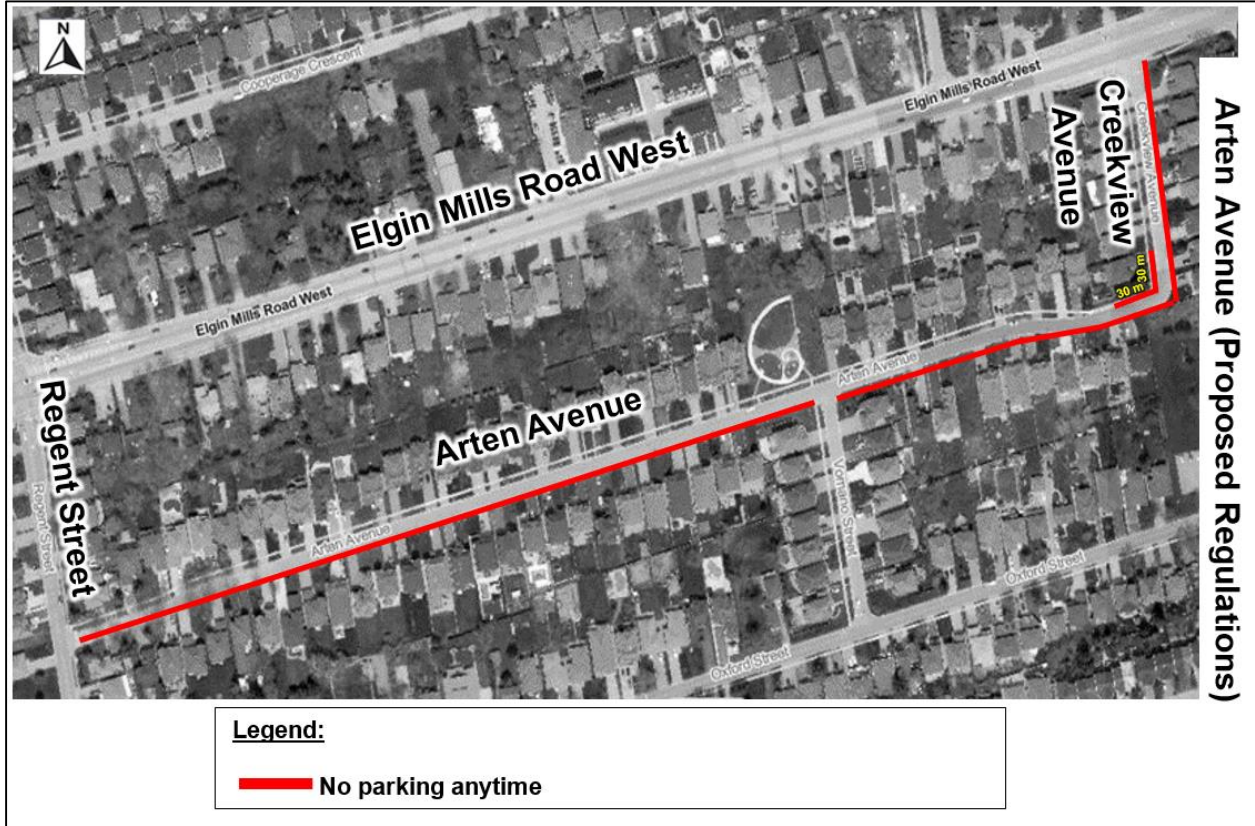 N
Cooperage Crescent
Elgin Mills Road West
Elgin Mills Road West
Elgin Mills Road West
Creekview
Avenue
Creekview Avenue
30 m
30 m
Arten Avenue (Proposed Regulations)
Regent Street
Regent Street
Arten Avenue
Arten Avenue
Arten Avenue
Vornano Street
Oxford Street
Oxford Street
Legend:
No parking anytime